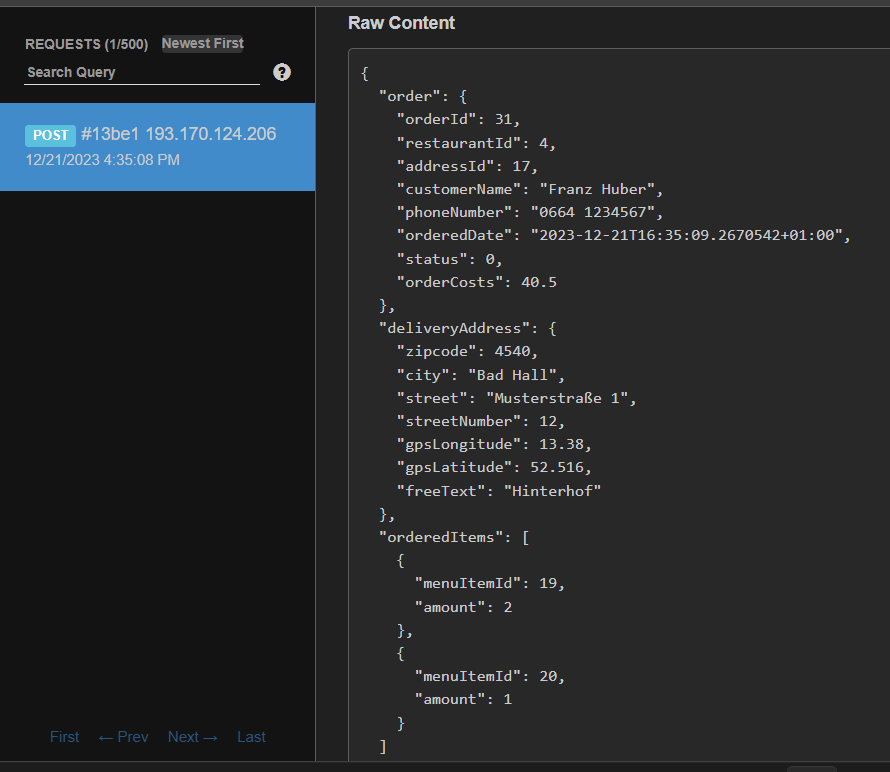 REQUESTS (1/500) Newest First
Search Query ?
POST #13be1 193.170.124.206
12/21/2023 4:35:08 PM
First ← Prev Next → Last
Raw Content
{
  "order": {
    "orderId": 31,
    "restaurantId": 4,
    "addressId": 17,
    "customerName": "Franz Huber",
    "phoneNumber": "0664 1234567",
    "orderedDate": "2023-12-21T16:35:09.2670542+01:00",
    "status": 0,
    "orderCosts": 40.5
  },
  "deliveryAddress": {
    "zipcode": 4540,
    "city": "Bad Hall",
    "street": "Musterstraße 1",
    "streetNumber": 12,
    "gpsLongitude": 13.38,
    "gpsLatitude": 52.516,
    "freeText": "Hinterhof"
  },
  "orderedItems": [
    {
      "menuItemId": 19,
      "amount": 2
    },
    {
      "menuItemId": 20,
      "amount": 1
    }
  ]